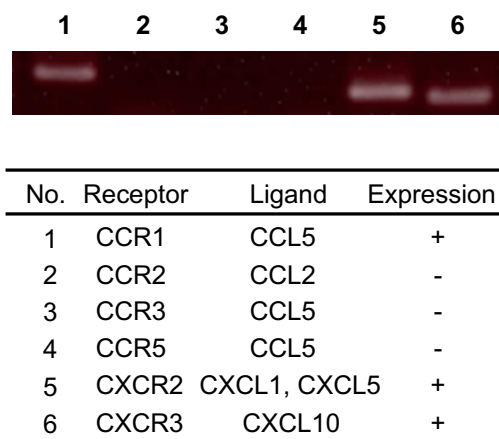 1 2 3 4 5 6
No. Receptor Ligand Expression
1 CCR1 CCL5 +
2 CCR2 CCL2 -
3 CCR3 CCL5 -
4 CCR5 CCL5 -
5 CXCR2 CXCL1, CXCL5 +
6 CXCR3 CXCL10 +